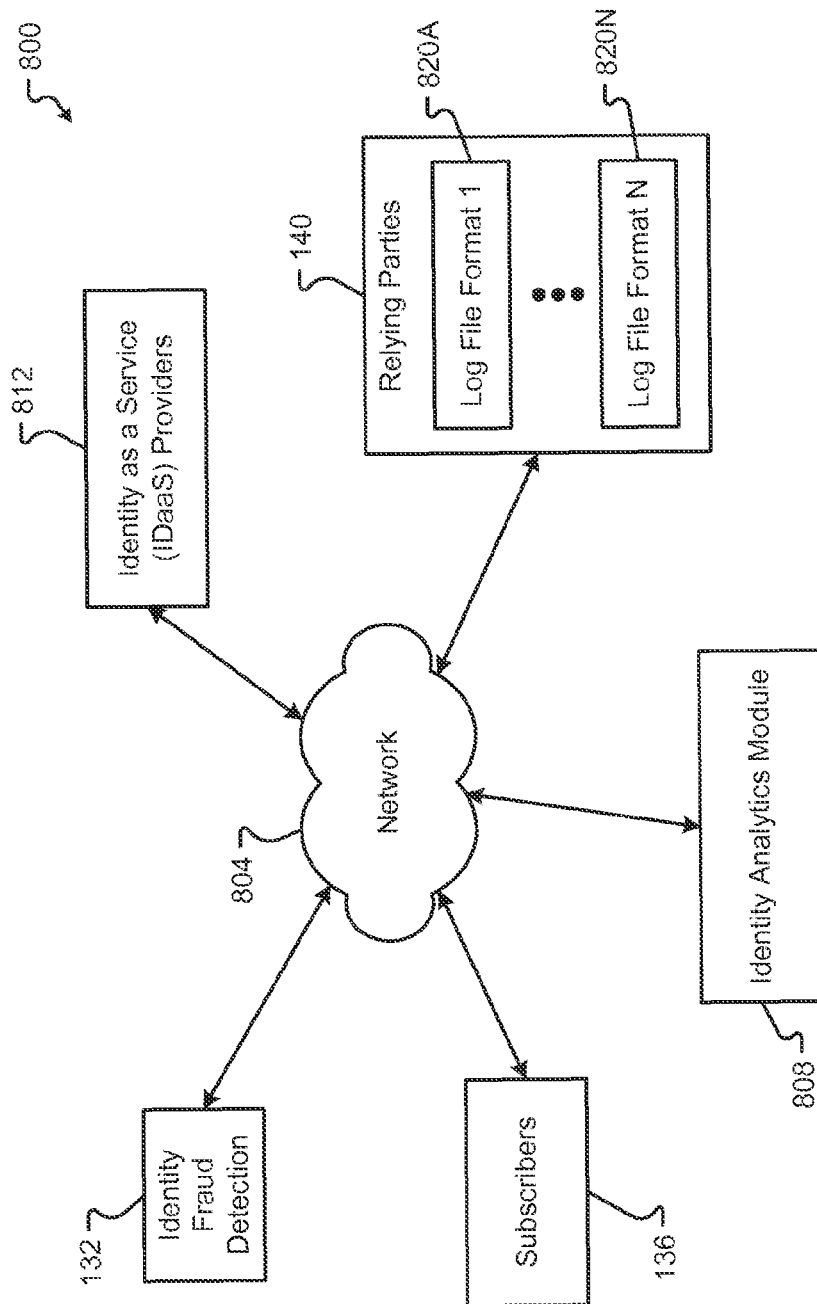 800
812
Identity as a Service
(IDaaS) Providers
132
Identity
Fraud
Detection
804
Network
140
Relying Parties
820A
Log File Format 1
820N
Log File Format N
Subscribers
136
808
Identity Analytics Module